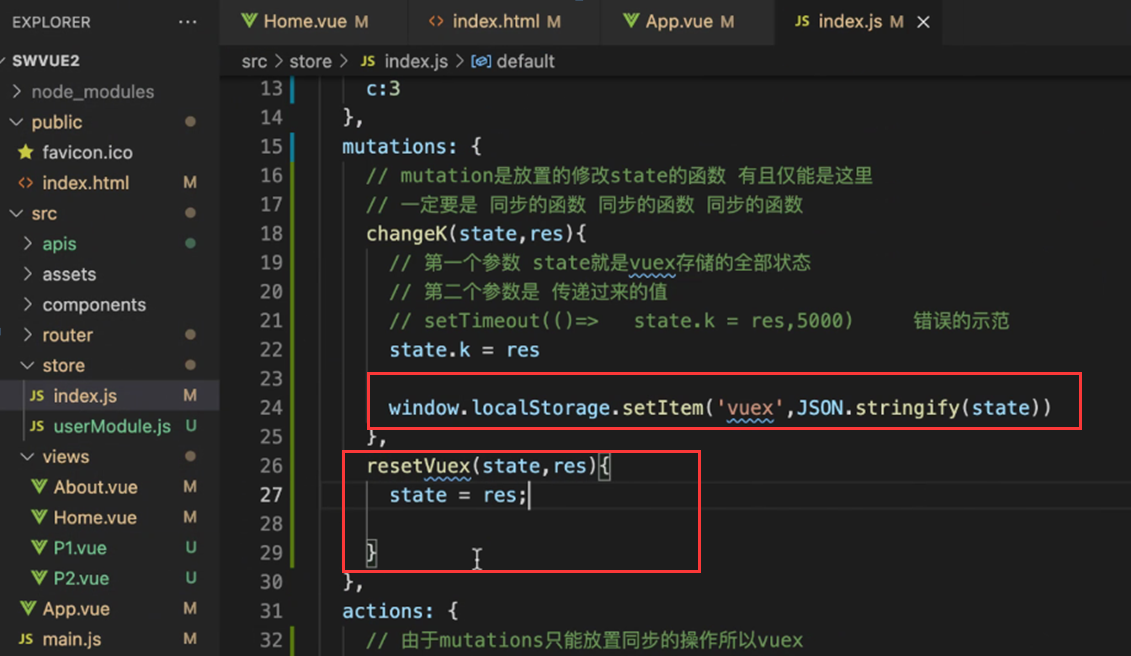 EXPLORER ...
SWVUE2
node_modules
public
favicon.ico
index.html M
src
apis
assets
components
router
store
index.js M
userModule.js U
views
About.vue M
Home.vue M
P1.vue U
P2.vue U
App.vue M
main.js M
Home.vue M
index.html M
App.vue M
JS index.js M
src > store > JS index.js > default
13 c:3
14 },
15 mutations: {
16 // mutation是放置的修改state的函数 有且仅能是这里
17 // 一定要是 同步的函数 同步的函数 同步的函数
18 changeK(state,res){
19 // 第一个参数 state就是vuex存储的全部状态
20 // 第二个参数是 传递过来的值
21 // setTimeout(()=> state.k = res,5000) 错误的示范
22 state.k = res
23
24 window.localStorage.setItem('vuex',JSON.stringify(state))
25 },
26 resetVuex(state,res){
27 state = res;
28
29 }
30 },
31 actions: {
32 // 由于mutations只能放置同步的操作所以vuex